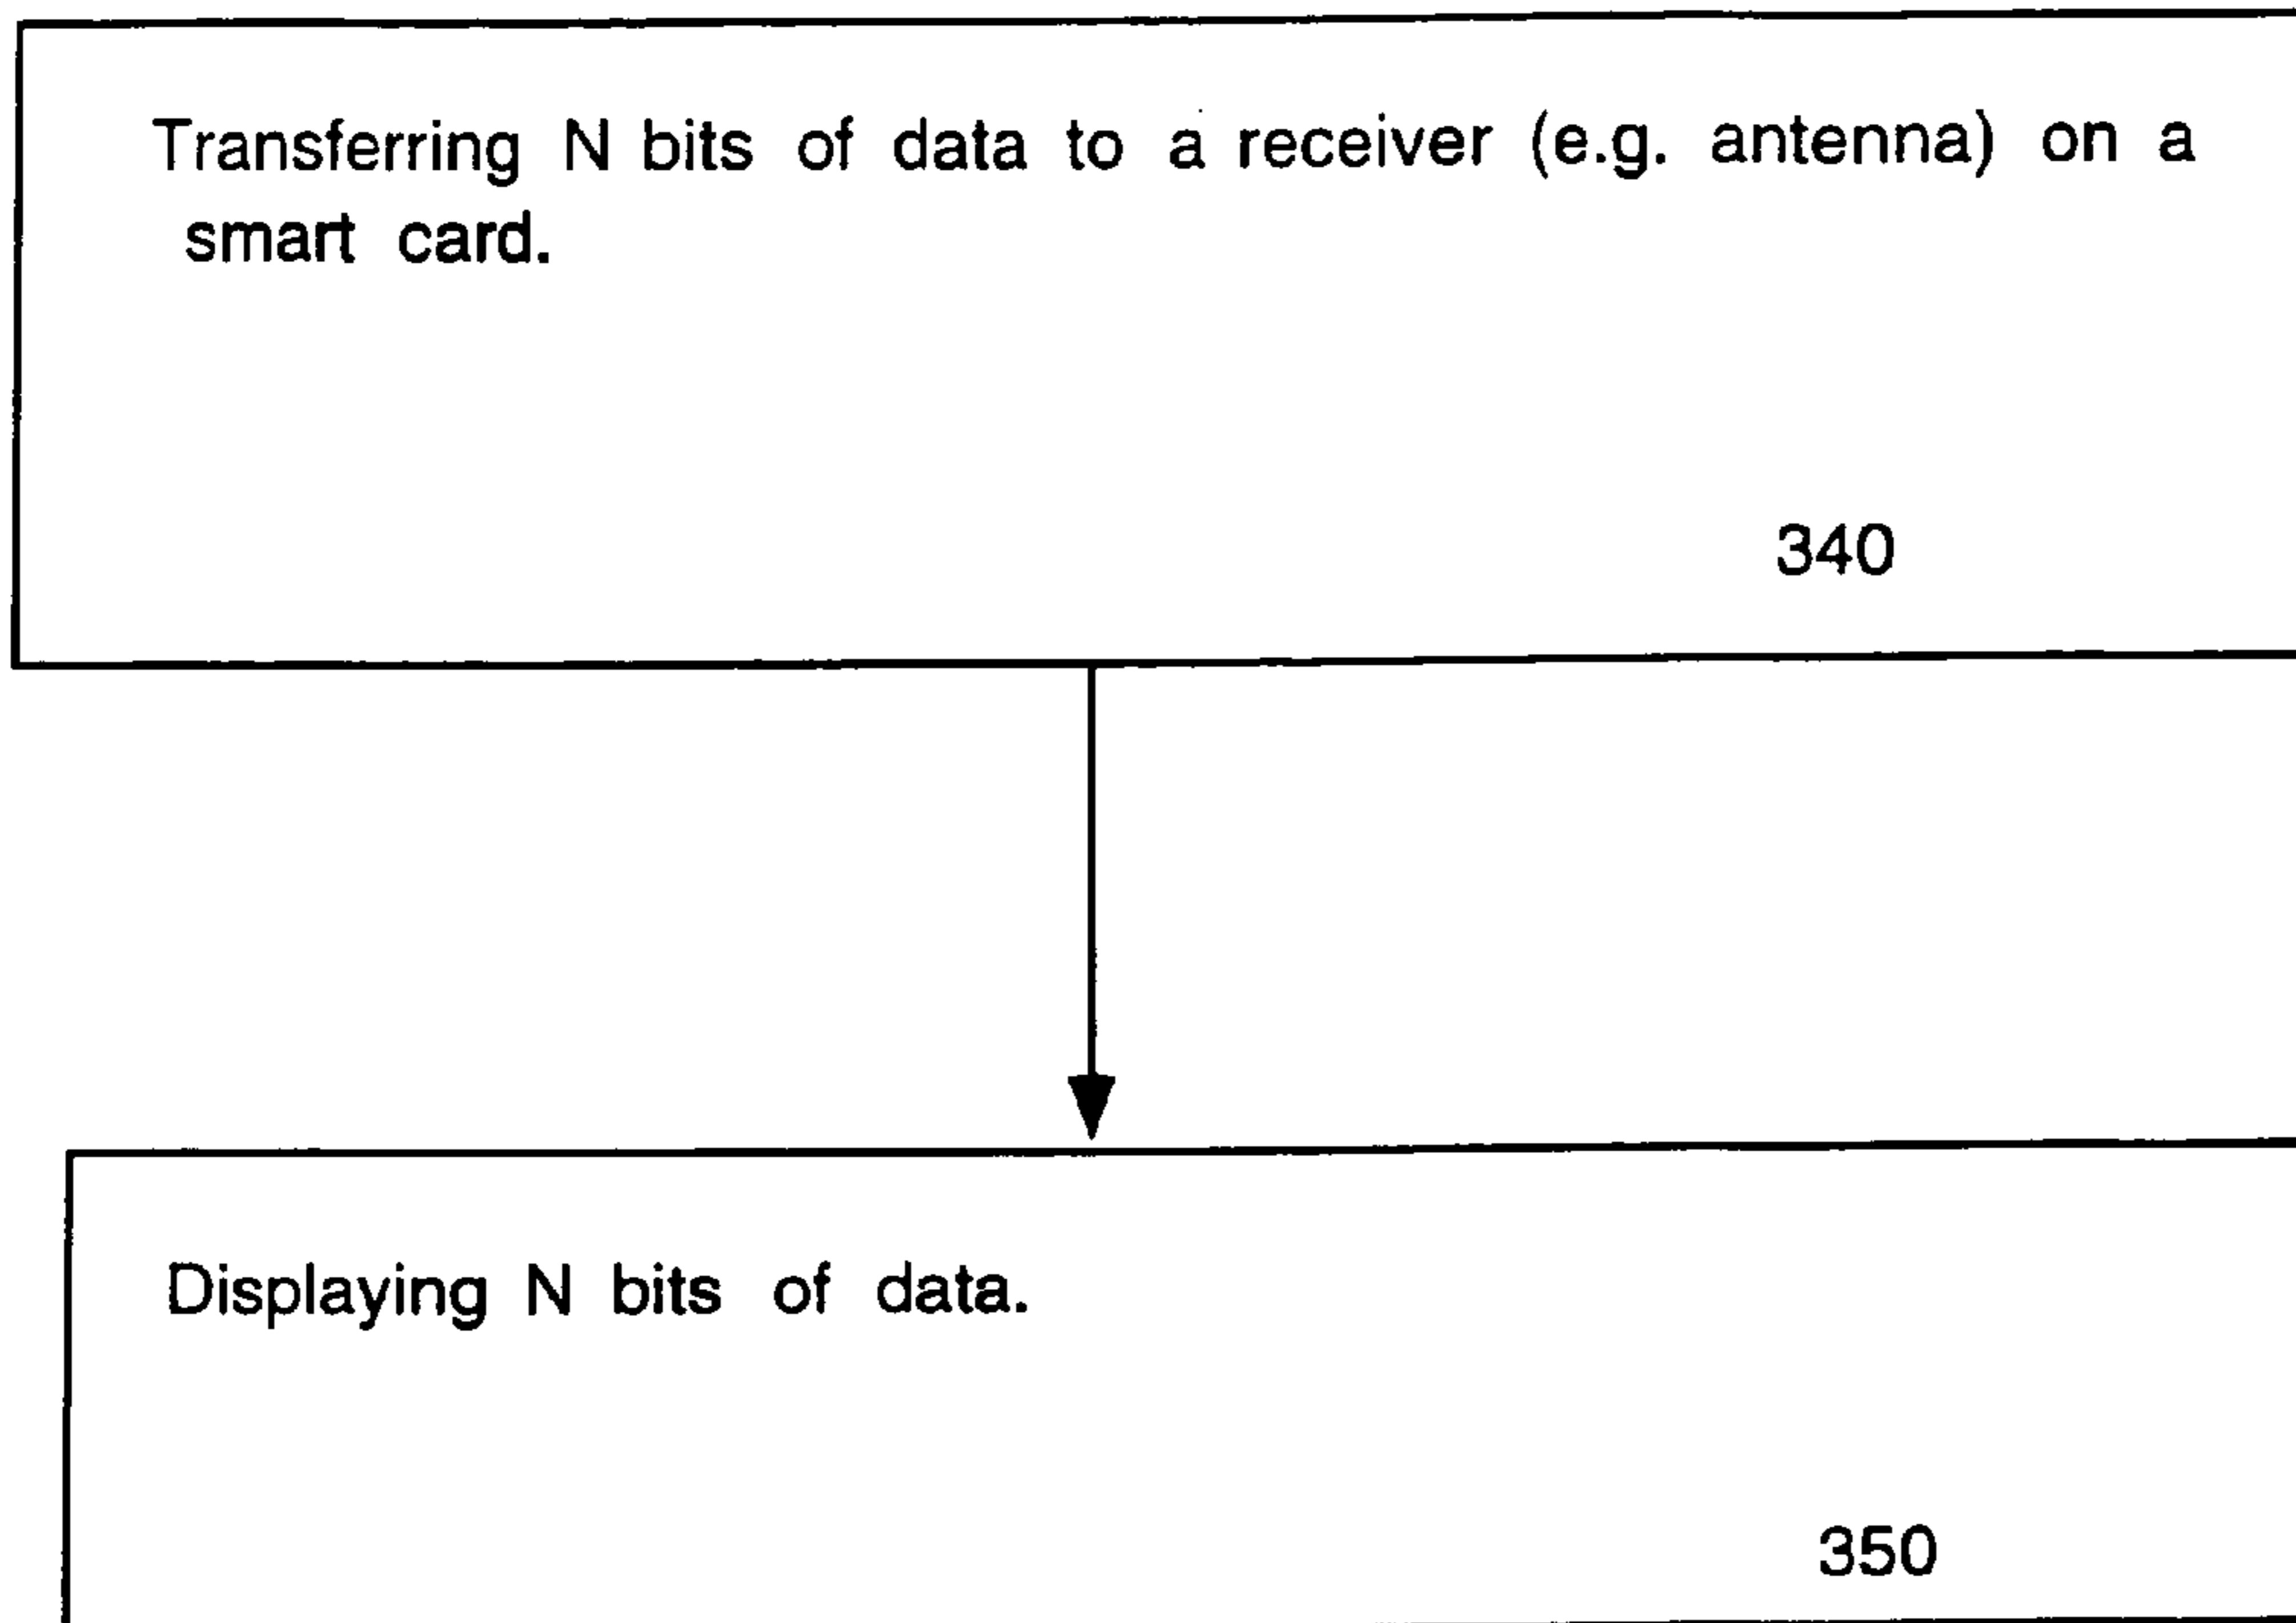 Transferring N bits of data to a receiver (e.g. antenna) on a
smart card.
340
Displaying N bits of data.
350